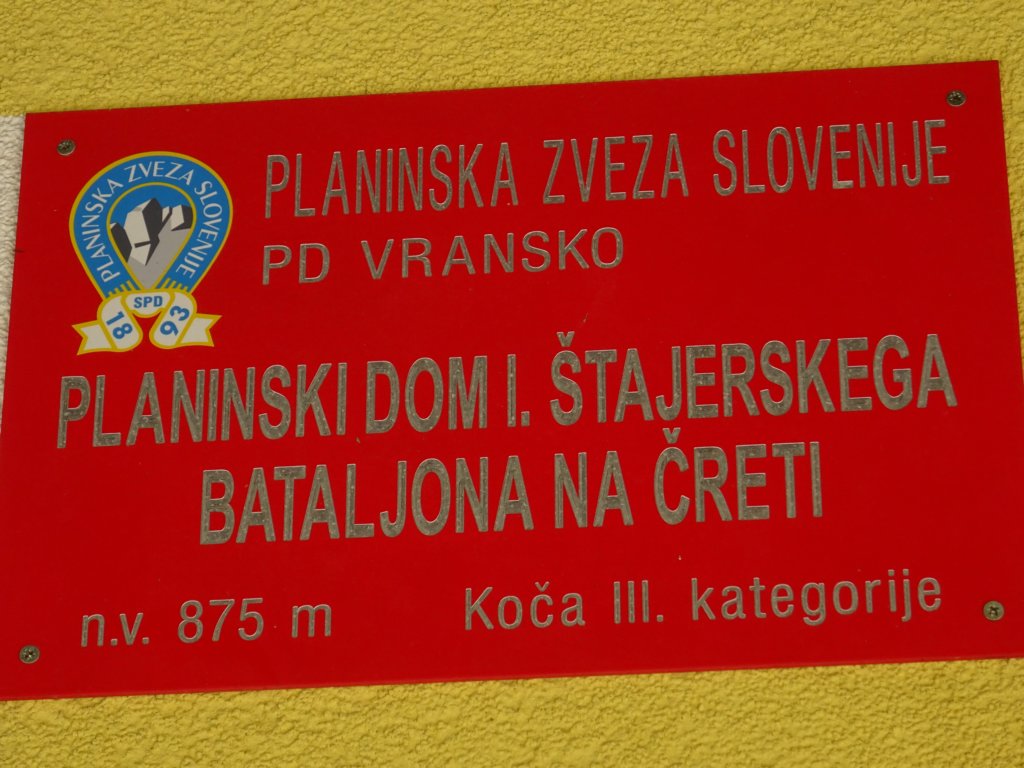 PLANINSKA ZVEZA SLOVENIJE
SPD
18 93
PLANINSKA ZVEZA SLOVENIJE
PD VRANSKO
PLANINSKI DOM I. ŠTAJERSKEGA
BATALJONA NA ČRETI
n.v. 875 m
Koča III. kategorije